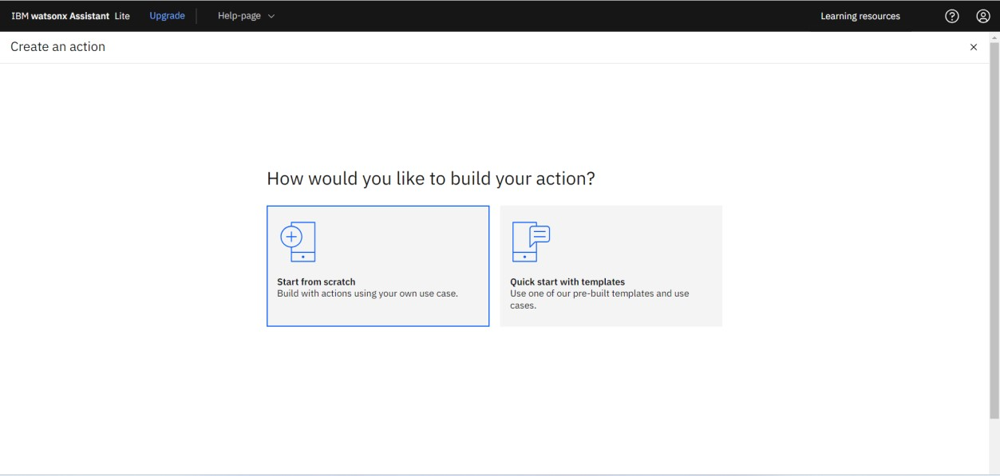 IBM watsonx Assistant Lite Upgrade Help-page Learning resources
Create an action
How would you like to build your action?
Start from scratch
Build with actions using your own use case.
Quick start with templates
Use one of our pre-built templates and use
cases.